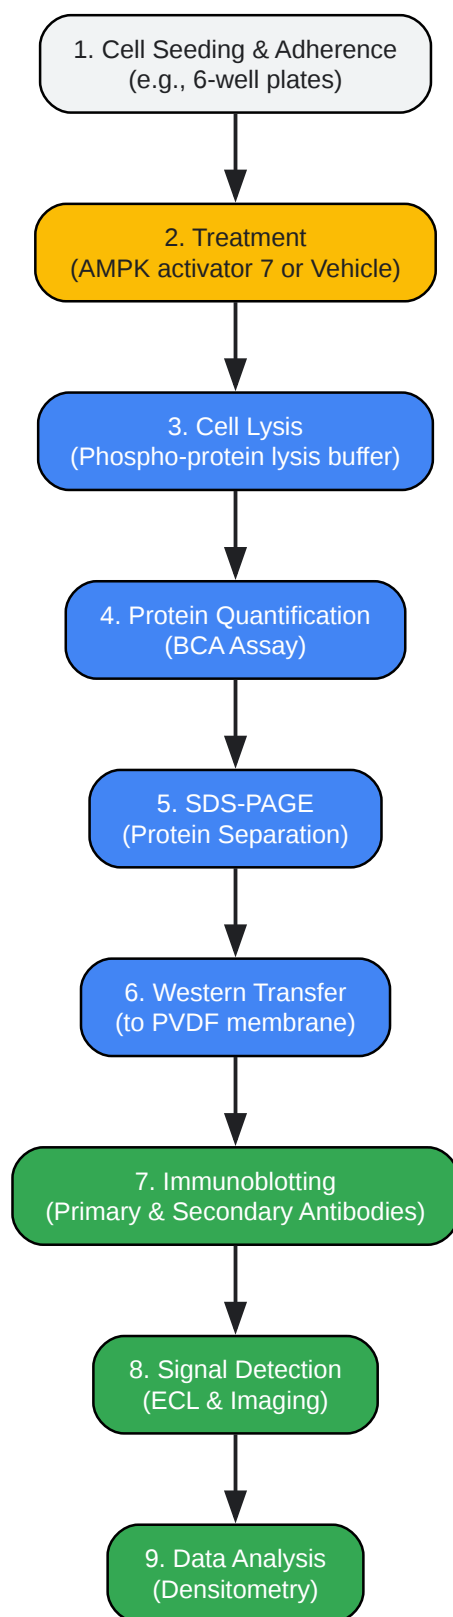 1. Cell Seeding & Adherence
(e.g., 6-well plates)
2. Treatment
(AMPK activator 7 or Vehicle)
3. Cell Lysis
(Phospho-protein lysis buffer)
4. Protein Quantification
(BCA Assay)
5. SDS-PAGE
(Protein Separation)
6. Western Transfer
(to PVDF membrane)
7. Immunoblotting
(Primary & Secondary Antibodies)
8. Signal Detection
(ECL & Imaging)
9. Data Analysis
(Densitometry)